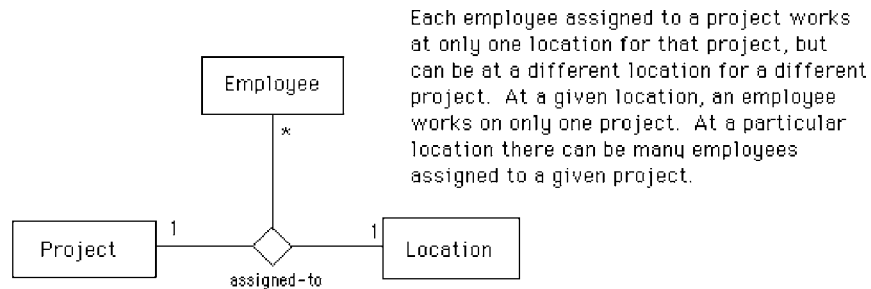 Each employee assigned to a project works
at only one location for that project, but
can be at a different location for a different
project. At a given location, an employee
works on only one project. At a particular
location there can be many employees
assigned to a given project.
Employee
*
Project
1
1
Location
assigned-to